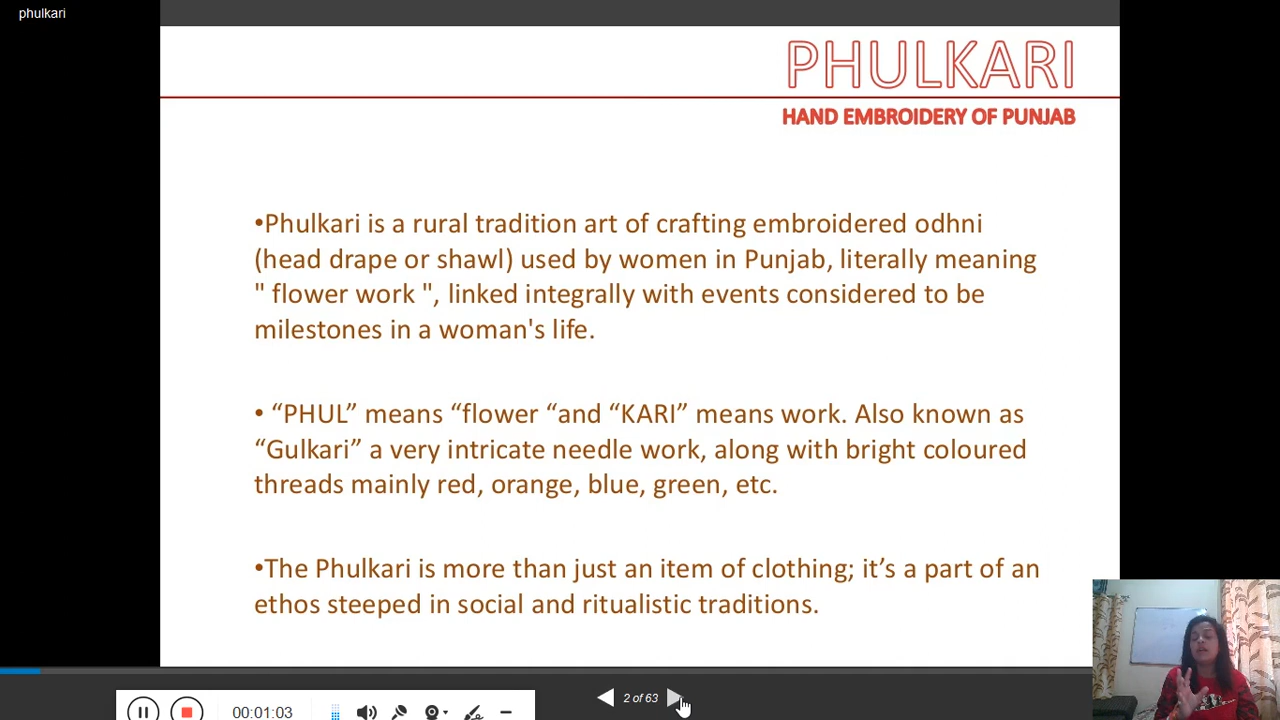 phulkari
PHULKARI
HAND EMBROIDERY OF PUNJAB
•Phulkari is a rural tradition art of crafting embroidered odhni
(head drape or shawl) used by women in Punjab, literally meaning
" flower work ", linked integrally with events considered to be
milestones in a woman's life.
• “PHUL” means “flower “and “KARI” means work. Also known as
“Gulkari” a very intricate needle work, along with bright coloured
threads mainly red, orange, blue, green, etc.
•The Phulkari is more than just an item of clothing; it’s a part of an
ethos steeped in social and ritualistic traditions.
2 of 63
00:01:03